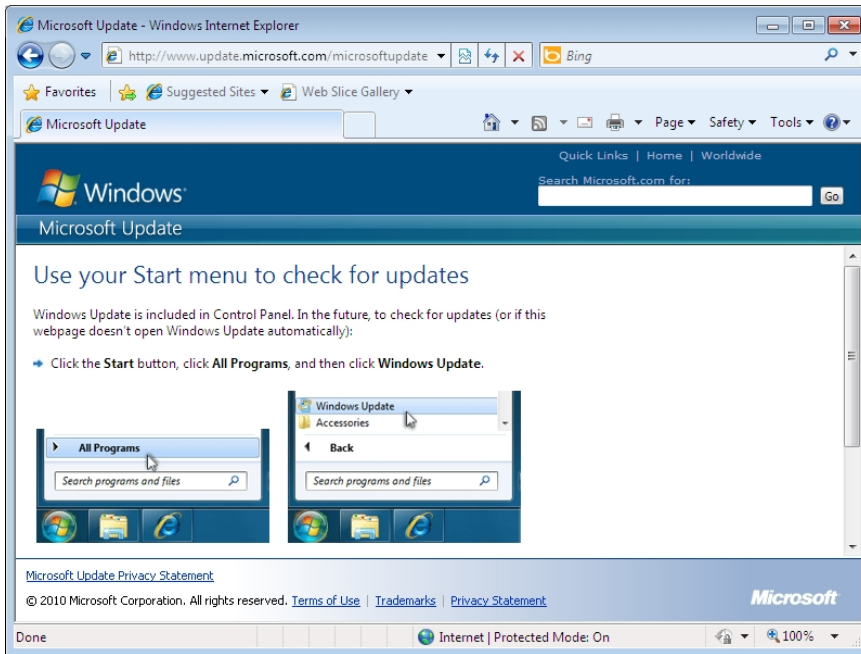 Microsoft Update - Windows Internet Explorer
http://www.update.microsoft.com/microsoftupdate
Bing
Favorites Suggested Sites Web Slice Gallery
Microsoft Update
Page Safety Tools
Quick Links | Home | Worldwide
Search Microsoft.com for:
Windows
Go
Microsoft Update
Use your Start menu to check for updates
Windows Update is included in Control Panel. In the future, to check for updates (or if this
webpage doesn't open Windows Update automatically):
Click the Start button, click All Programs, and then click Windows Update.
All Programs
Search programs and files
Windows Update
Accessories
Back
Search programs and files
Microsoft Update Privacy Statement
© 2010 Microsoft Corporation. All rights reserved. Terms of Use | Trademarks | Privacy Statement
Microsoft
Done
Internet | Protected Mode: On
100%